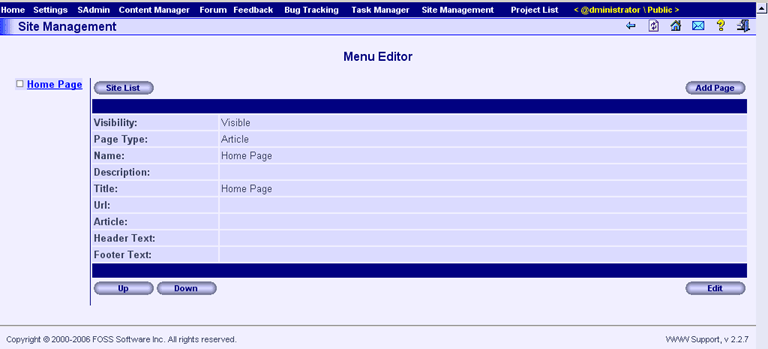 Home Settings SAdmin Content Manager Forum Feedback Bug Tracking Task Manager Site Management Project List < @dministrator \ Public >
Site Management
Menu Editor
Home Page
Site List Add Page
Visibility: Visible
Page Type: Article
Name: Home Page
Description:
Title: Home Page
Url:
Article:
Header Text:
Footer Text:
Up Down Edit
Copyright © 2000-2006 FOSS Software Inc. All rights reserved. WWW Support, v 2.2.7